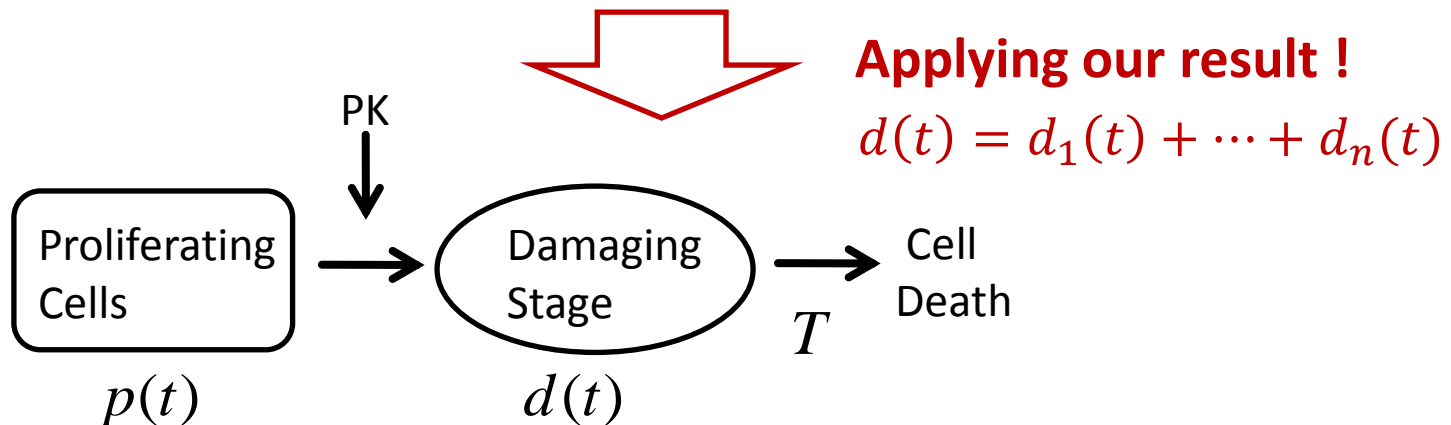 Applying our result !
d(t) = d₁(t) + ⋯ + dₙ(t)
PK
Proliferating
Cells
Damaging
Stage
Cell
Death
T
p(t)
d(t)